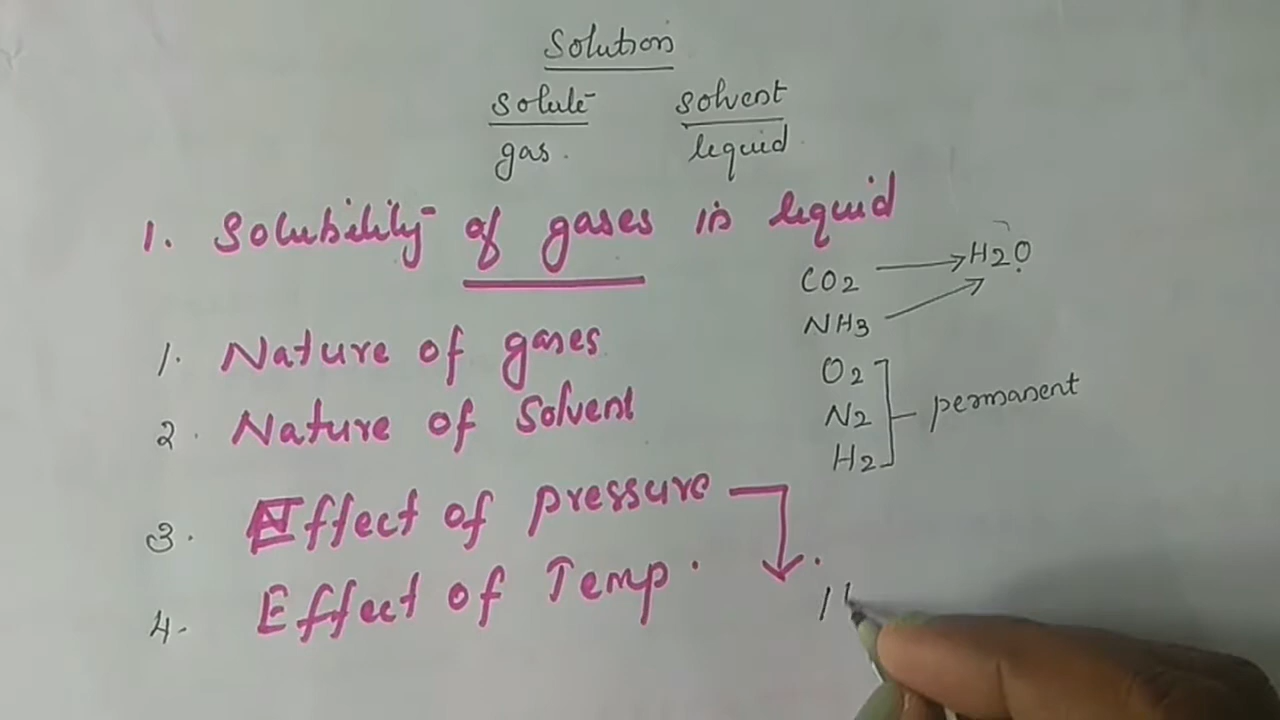 Solution
Solute solvent
gas. liquid
1. Solubility of gases in liquid
CO2 → H2O
NH3
1. Nature of gases
O2
2. Nature of Solvent
N2 permanent
H2
3. Effect of pressure
4. Effect of Temp.